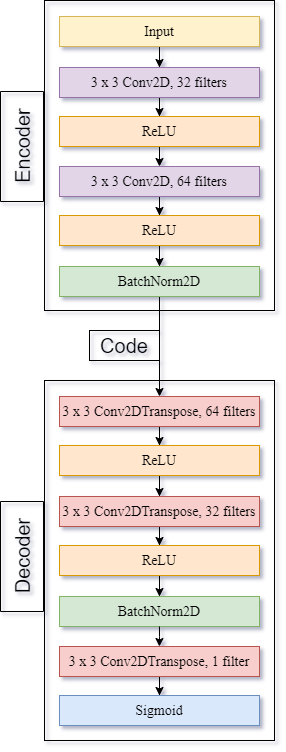 Input
3 x 3 Conv2D, 32 filters
ReLU
Encoder
3 x 3 Conv2D, 64 filters
ReLU
BatchNorm2D
Code
3 x 3 Conv2DTranspose, 64 filters
ReLU
3 x 3 Conv2DTranspose, 32 filters
Decoder
ReLU
BatchNorm2D
3 x 3 Conv2DTranspose, 1 filter
Sigmoid